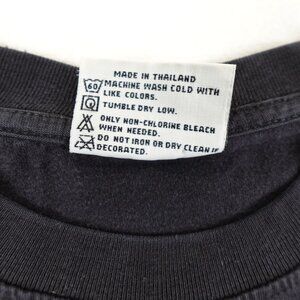 MADE IN THAILAND
60 MACHINE WASH COLD WITH
LIKE COLORS.
TUMBLE DRY LOW.
ONLY NON-CHLORINE BLEACH
WHEN NEEDED.
DO NOT IRON OR DRY CLEAN IF
DECORATED.